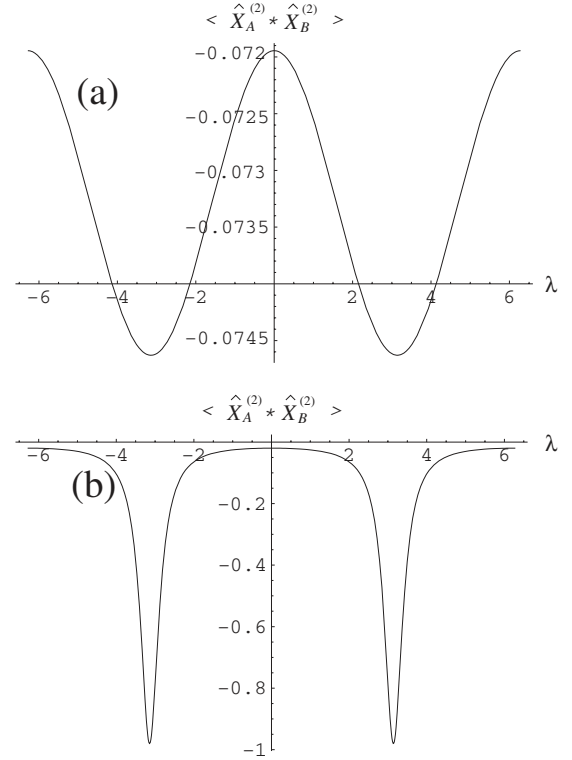 < X̂_A^(2) * X̂_B^(2) >
-0.072
(a)
-0.0725
-0.073
-0.0735
-6 -4 -2 2 4 6 λ
-0.0745
< X̂_A^(2) * X̂_B^(2) >
-6 -4 -2 2 4 6 λ
(b)
-0.2
-0.4
-0.6
-0.8
-1